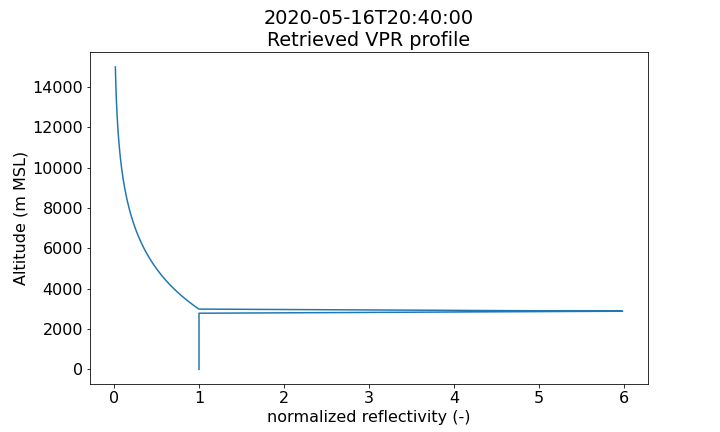 2020-05-16T20:40:00
Retrieved VPR profile
Altitude (m MSL)
14000
12000
10000
8000
6000
4000
2000
0
0 1 2 3 4 5 6
normalized reflectivity (-)